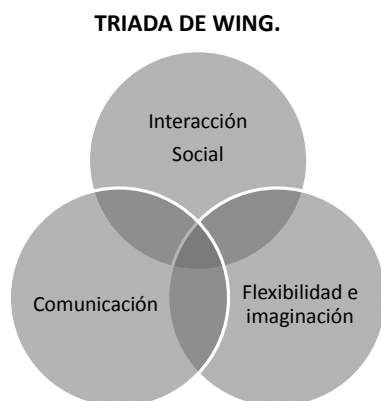 TRIADA DE WING.
Interacción
Social
Comunicación
Flexibilidad e
imaginación